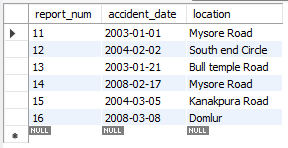 report_num accident_date location
11 2003-01-01 Mysore Road
12 2004-02-02 South end Circle
13 2003-01-21 Bull temple Road
14 2008-02-17 Mysore Road
15 2004-03-05 Kanakpura Road
16 2008-03-08 Domlur
NULL NULL NULL